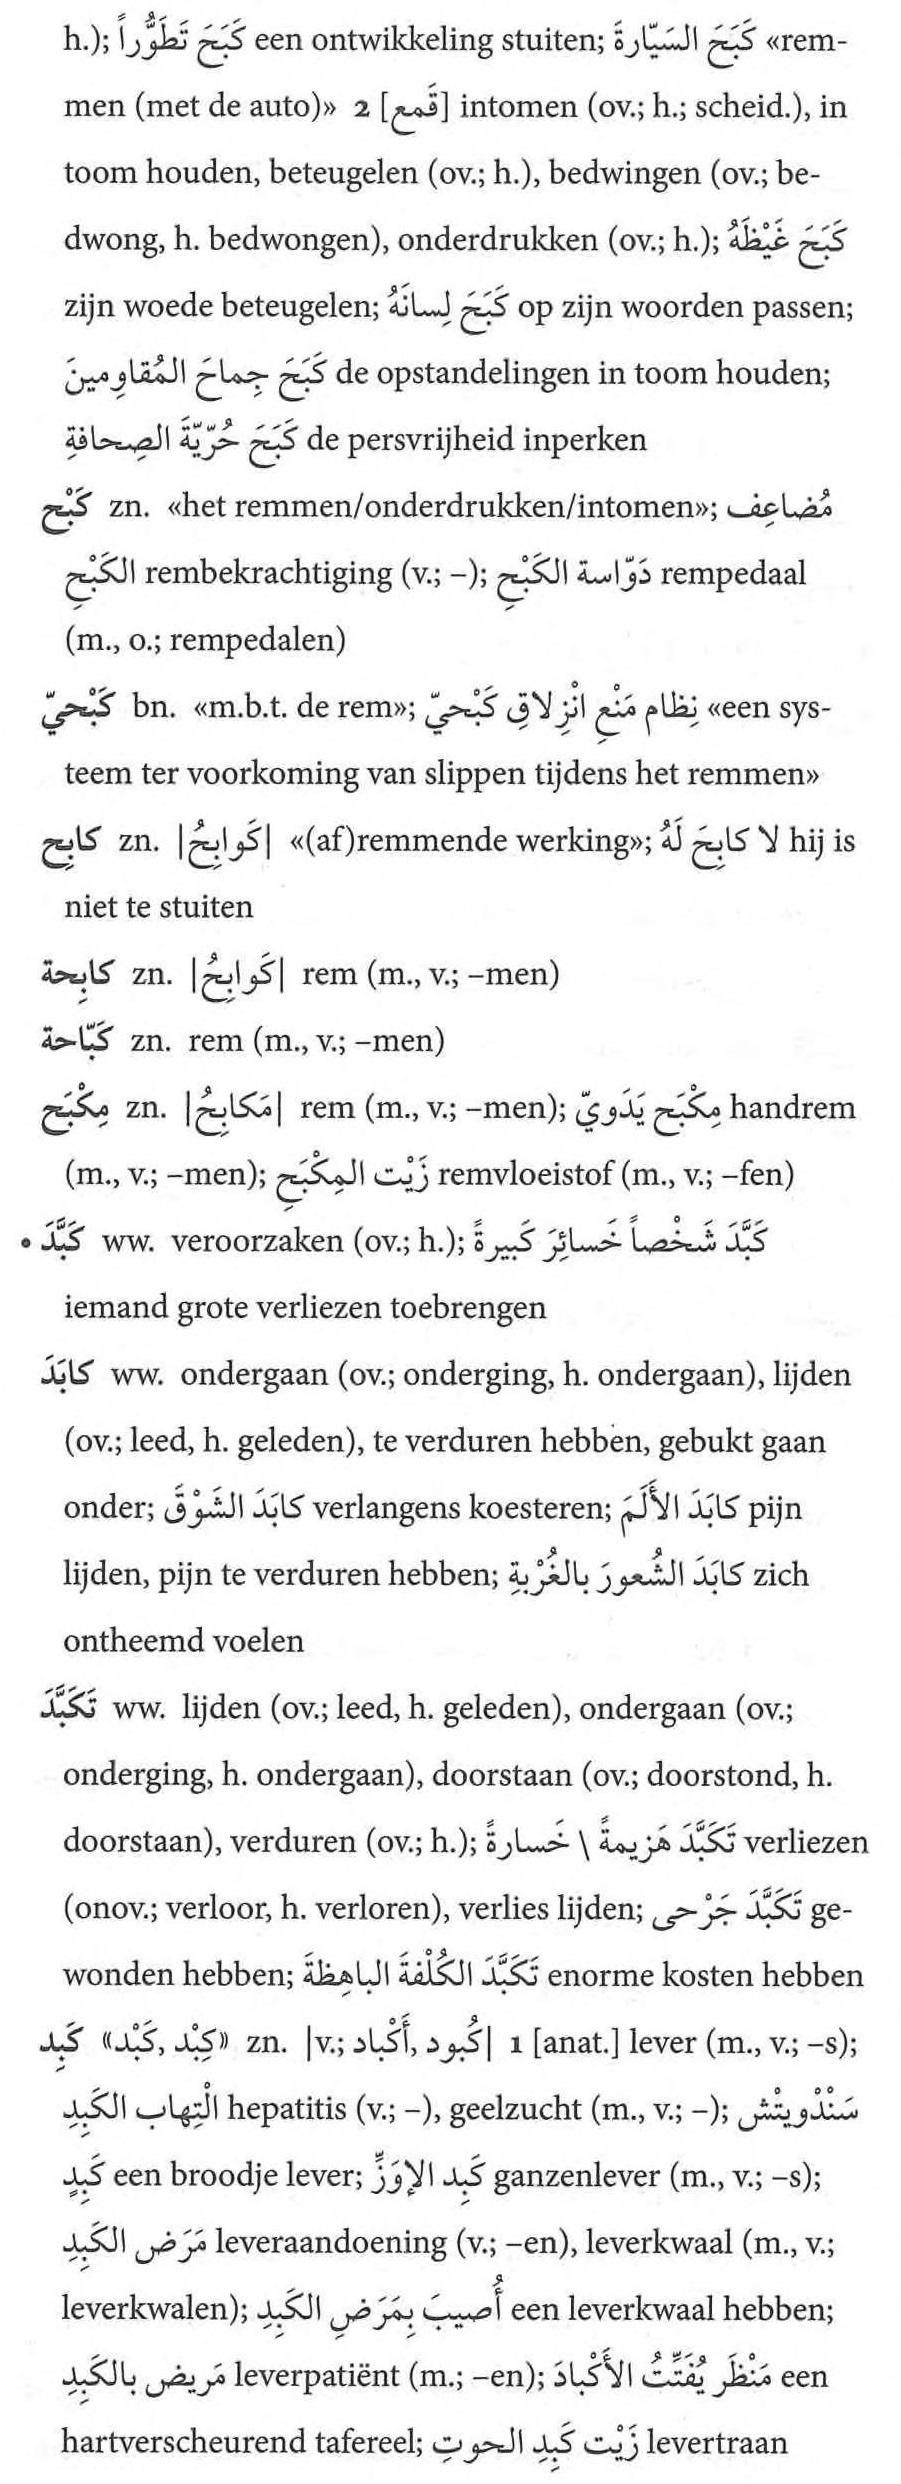 h.); كَبَحَ تَطَوُّراً een ontwikkeling stuiten; كَبَحَ السَيّارةَ «rem-
men (met de auto)» 2 [قَمع] intomen (ov.; h.; scheid.), in
toom houden, beteugelen (ov.; h.), bedwingen (ov.; be-
dwong, h. bedwongen), onderdrukken (ov.; h.); كَبَحَ غَيْظَهُ
zijn woede beteugelen; كَبَحَ لِسانَهُ op zijn woorden passen;
كَبَحَ جِماحَ المُقاوِمينَ de opstandelingen in toom houden;
كَبَحَ حُرّيّةَ الصِحافةِ de persvrijheid inperken
كَبْح zn. «het remmen/onderdrukken/intomen»; مُضاعِف
الكَبْحِ rembekrachtiging (v.; –); دَوّاسة الكَبْحِ rempedaal
(m., o.; rempedalen)
كَبْحيّ bn. «m.b.t. de rem»; نِظام مَنْعِ انْزِلاقٍ كَبْحيّ «een sys-
teem ter voorkoming van slippen tijdens het remmen»
كابِح zn. |كَوابِحُ| «(af)remmende werking»; لا كابِحَ لَهُ hij is
niet te stuiten
كابِحة zn. |كَوابِحُ| rem (m., v.; –men)
كَبّاحة zn. rem (m., v.; –men)
مِكْبَح zn. |مَكابِحُ| rem (m., v.; –men); مِكْبَح يَدَويّ handrem
(m., v.; –men); زَيْت المِكْبَحِ remvloeistof (m., v.; –fen)
• كَبَّدَ ww. veroorzaken (ov.; h.); كَبَّدَ شَخْصاً خَسائِرَ كَبيرةً
iemand grote verliezen toebrengen
كابَدَ ww. ondergaan (ov.; onderging, h. ondergaan), lijden
(ov.; leed, h. geleden), te verduren hebben, gebukt gaan
onder; كابَدَ الشَوْقَ verlangens koesteren; كابَدَ الأَلَمَ pijn
lijden, pijn te verduren hebben; كابَدَ الشُعورَ بالغُرْبةِ zich
ontheemd voelen
تَكَبَّدَ ww. lijden (ov.; leed, h. geleden), ondergaan (ov.;
onderging, h. ondergaan), doorstaan (ov.; doorstond, h.
doorstaan), verduren (ov.; h.); تَكَبَّدَ هَزيمةً \ خَسارةً verliezen
(onov.; verloor, h. verloren), verlies lijden; تَكَبَّدَ جَرْحى ge-
wonden hebben; تَكَبَّدَ الكُلْفةَ الباهِظةَ enorme kosten hebben
كَبِد «كِبْد, كَبْد» zn. |v.; كُبود, أَكْباد| 1 [anat.] lever (m., v.; –s);
الْتِهاب الكَبِدِ hepatitis (v.; –), geelzucht (m., v.; –); سَنْدْويتْش
كَبِدٍ een broodje lever; كَبِد الإوَزِّ ganzenlever (m., v.; –s);
مَرَض الكَبِدِ leveraandoening (v.; –en), leverkwaal (m., v.;
leverkwalen); أُصيبَ بِمَرَضِ الكَبِدِ een leverkwaal hebben;
مَريض بالكَبِدِ leverpatiënt (m.; –en); مَنْظَر يُفَتِّتُ الأَكْبادَ een
hartverscheurend tafereel; زَيْت كَبِدِ الحوتِ levertraan